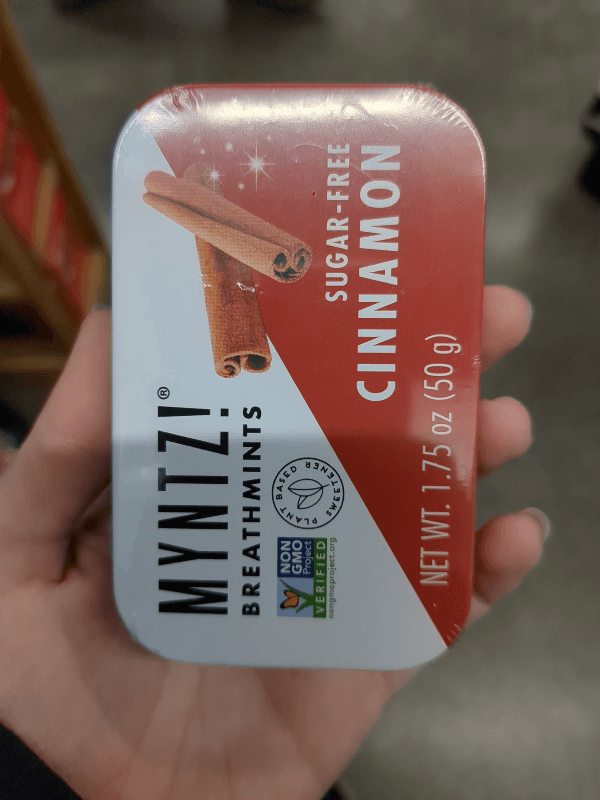 MYNTZ!®
BREATHMINTS
NON
GMO
Project
VERIFIED
nongmoproject.org
PLANT BASED SWEETENER
SUGAR-FREE
CINNAMON
NET WT. 1.75 oz (50 g)